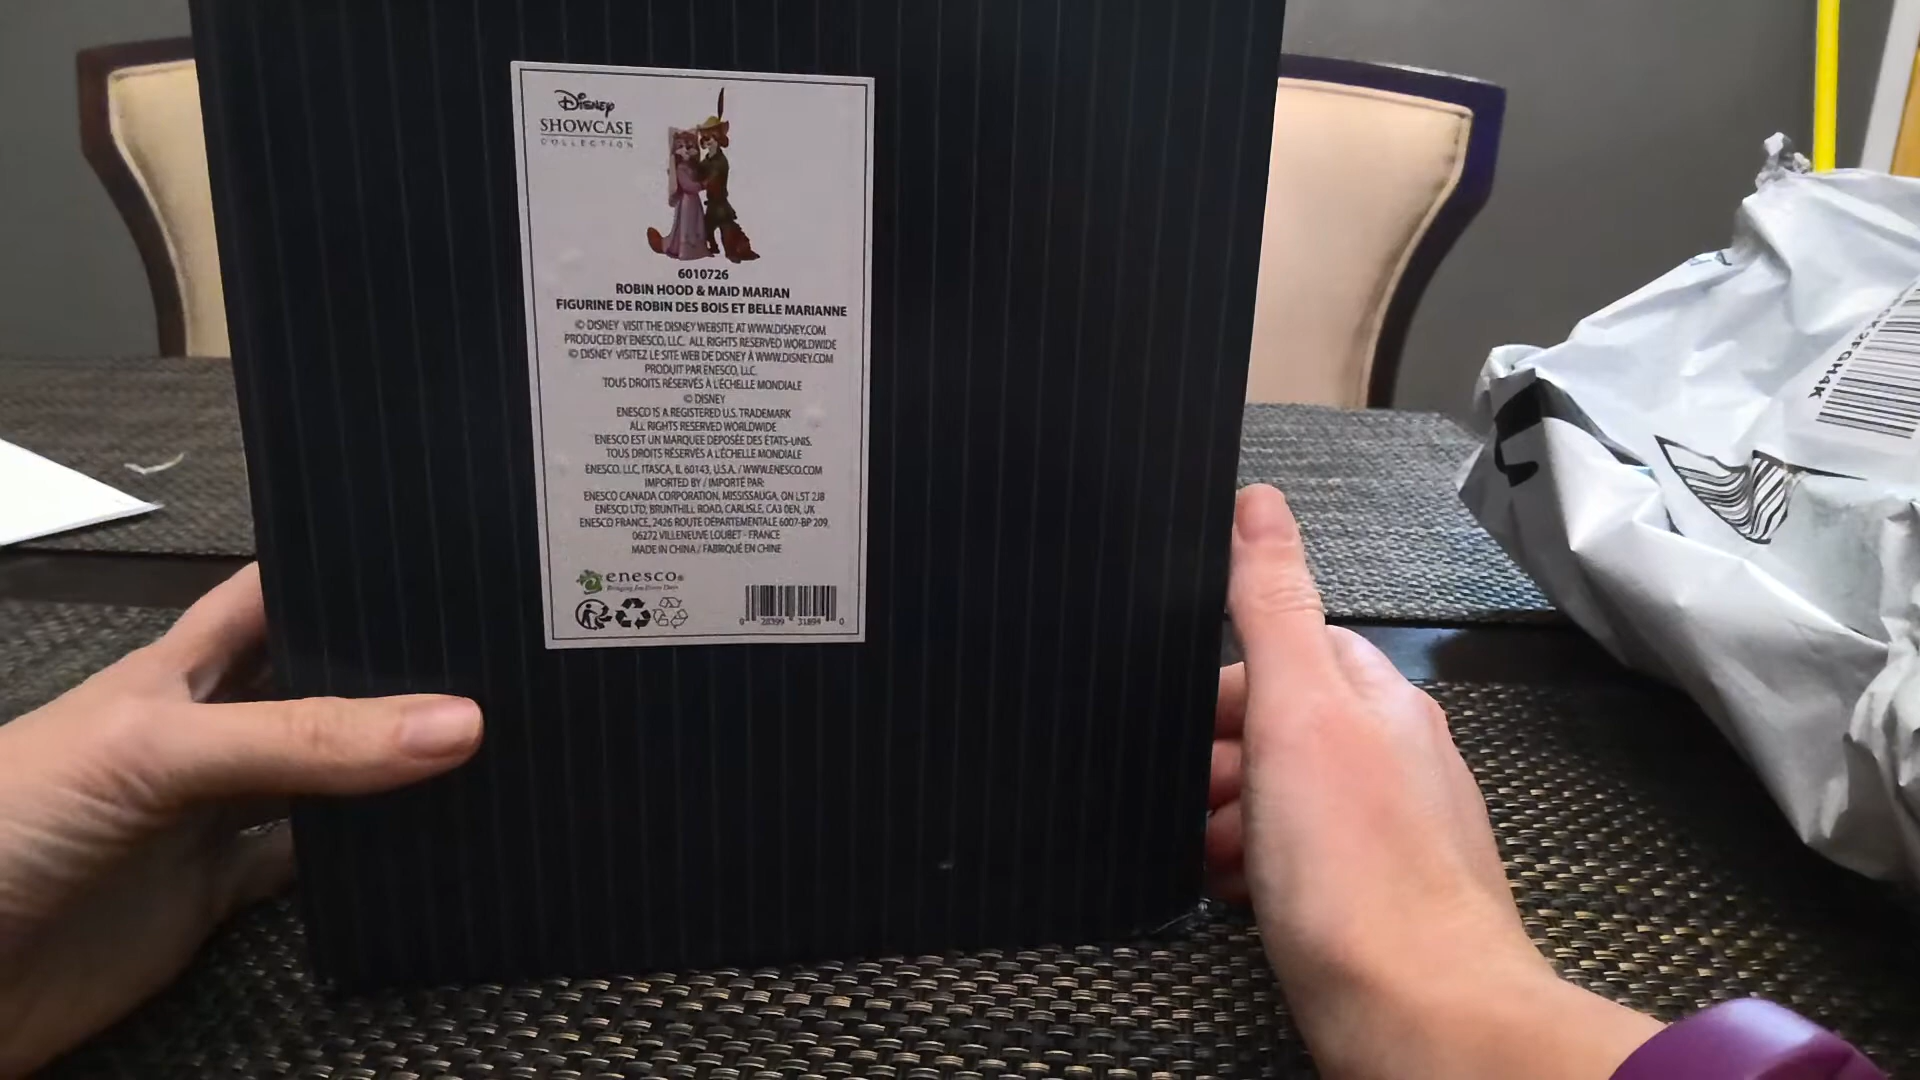 Disney
SHOWCASE
COLLECTION
6010726
ROBIN HOOD & MAID MARIAN
FIGURINE DE ROBIN DES BOIS ET BELLE MARIANNE
© DISNEY VISIT THE DISNEY WEBSITE AT WWW.DISNEY.COM
PRODUCED BY ENESCO, LLC. ALL RIGHTS RESERVED WORLDWIDE
© DISNEY VISITEZ LE SITE WEB DE DISNEY À WWW.DISNEY.COM
PRODUIT PAR ENESCO, LLC.
TOUS DROITS RÉSERVÉS À L'ÉCHELLE MONDIALE
© DISNEY
ENESCO IS A REGISTERED U.S. TRADEMARK
ALL RIGHTS RESERVED WORLDWIDE
ENESCO EST UN MARQUEE DEPOSÉE DES ÉTATS-UNIS.
TOUS DROITS RÉSERVÉS À L'ÉCHELLE MONDIALE
ENESCO, LLC, ITASCA, IL 60143, U.S.A. / WWW.ENESCO.COM
IMPORTED BY / IMPORTÉ PAR:
ENESCO CANADA CORPORATION, MISSISSAUGA, ON L5T 2J8
ENESCO LTD, BRUNTHILL ROAD, CARLISLE, CA3 0EN, UK
ENESCO FRANCE, 2426 ROUTE DÉPARTEMENTALE 6007-BP 209,
06272 VILLENEUVE LOUBET - FRANCE
MADE IN CHINA / FABRIQUÉ EN CHINE
enesco®
Bringing Joy Every Day
0 28399 31894 0